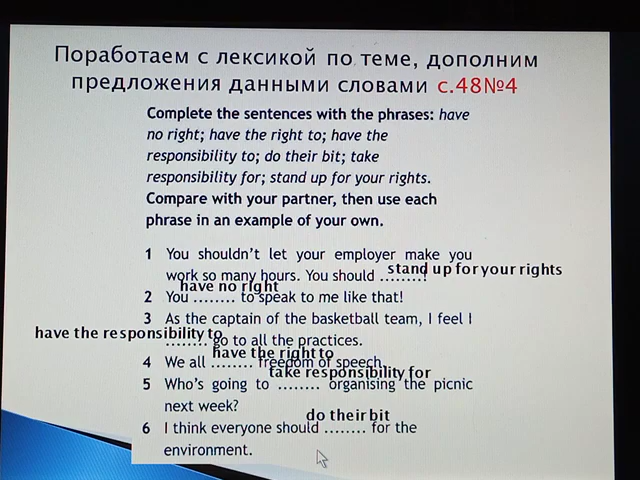 Поработаем с лексикой по теме, дополним
предложения данными словами с.48№4
Complete the sentences with the phrases: have
no right; have the right to; have the
responsibility to; do their bit; take
responsibility for; stand up for your rights.
Compare with your partner, then use each
phrase in an example of your own.
1 You shouldn't let your employer make you
work so many hours. You should ........!
stand up for your rights
have no right
2 You ........ to speak to me like that!
3 As the captain of the basketball team, I feel I
have the responsibility to
........ go to all the practices.
have the right to
4 We all ........ freedom of speech.
take responsibility for
5 Who's going to ........ organising the picnic
next week?
do their bit
6 I think everyone should ........ for the
environment.